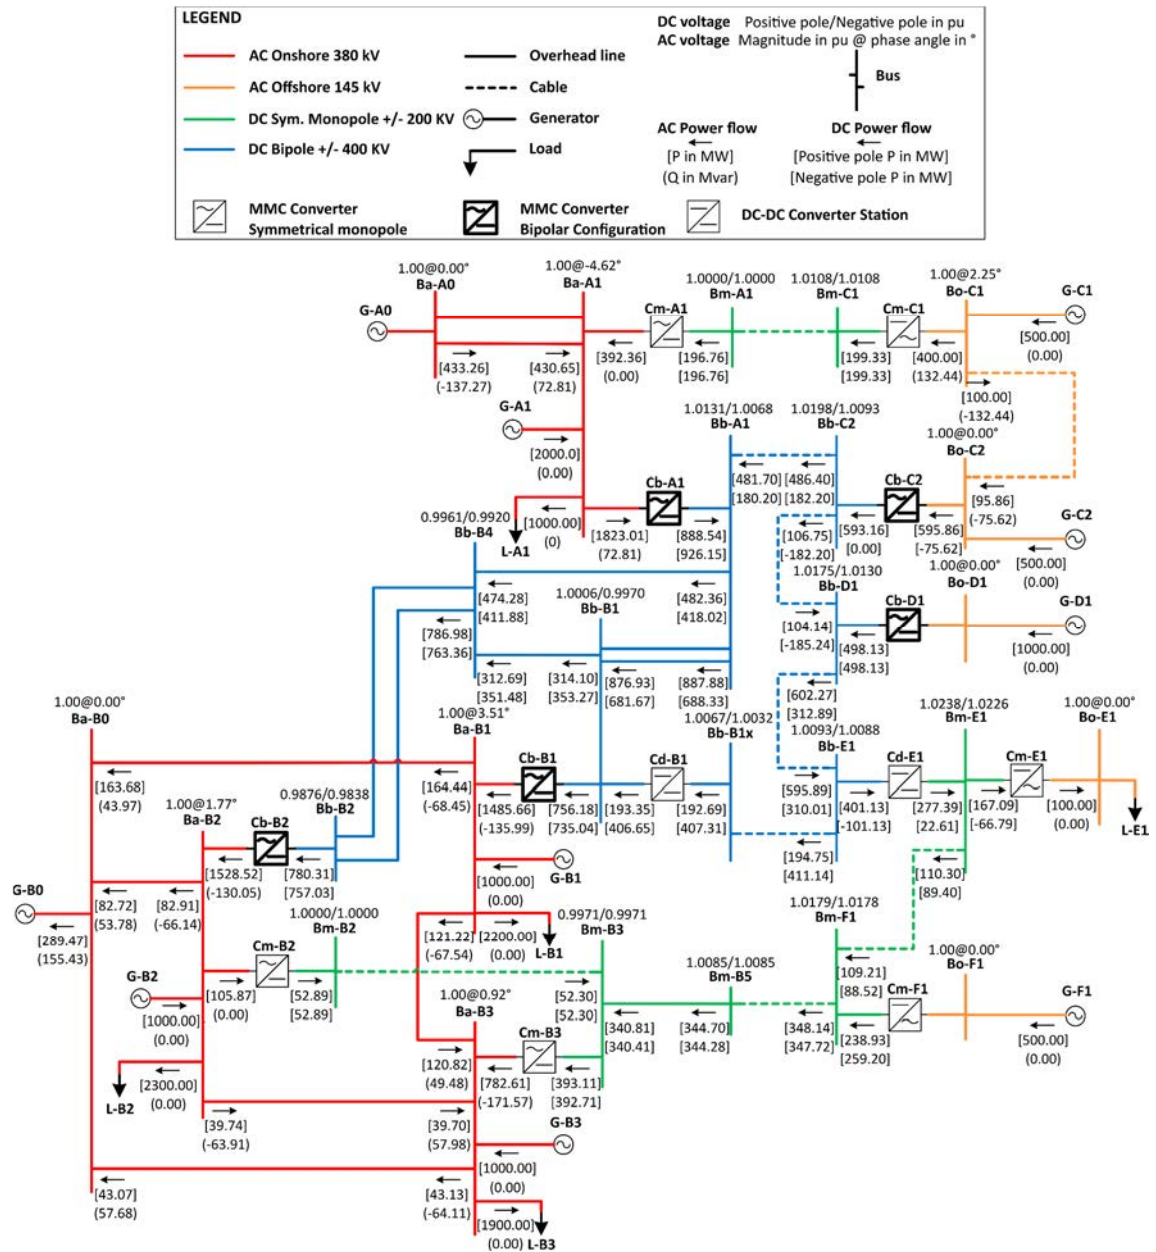 LEGEND
AC Onshore 380 kV
AC Offshore 145 kV
DC Sym. Monopole +/- 200 KV
DC Bipole +/- 400 KV
Overhead line
Cable
Generator
Load
DC voltage Positive pole/Negative pole in pu
AC voltage Magnitude in pu @ phase angle in °
Bus
AC Power flow
[P in MW]
(Q in Mvar)
DC Power flow
[Positive pole P in MW]
[Negative pole P in MW]
MMC Converter
Symmetrical monopole
MMC Converter
Bipolar Configuration
DC-DC Converter Station
1.00@0.00°
Ba-A0
G-A0
[433.26]
(-137.27)
1.00@-4.62°
Ba-A1
[430.65]
(72.81)
Cm-A1
[392.36]
(0.00)
1.0000/1.0000
Bm-A1
[196.76]
[196.76]
1.0108/1.0108
Bm-C1
[199.33]
[199.33]
Cm-C1
[400.00]
(132.44)
1.00@2.25°
Bo-C1
G-C1
[500.00]
(0.00)
[100.00]
(-132.44)
G-A1
[2000.0]
(0.00)
L-A1
[1000.00]
(0)
Cb-A1
[1823.01]
(72.81)
[888.54]
[926.15]
1.0131/1.0068
Bb-A1
[481.70]
[180.20]
1.0198/1.0093
Bb-C2
[486.40]
[182.20]
[106.75]
[-182.20]
Cb-C2
[593.16]
[0.00]
[595.86]
(-75.62)
1.00@0.00°
Bo-C2
[95.86]
(-75.62)
G-C2
[500.00]
(0.00)
0.9961/0.9920
Bb-B4
[474.28]
[411.88]
[482.36]
[418.02]
[786.98]
[763.36]
[312.69]
[351.48]
1.0006/0.9970
Bb-B1
[314.10]
[353.27]
[876.93]
[681.67]
[887.88]
[688.33]
1.0175/1.0130
Bb-D1
[104.14]
[-185.24]
Cb-D1
[498.13]
[498.13]
1.00@0.00°
Bo-D1
G-D1
[1000.00]
(0.00)
[602.27]
[312.89]
1.00@0.00°
Ba-B0
[163.68]
(43.97)
1.00@3.51°
Ba-B1
[164.44]
(-68.45)
Cb-B1
[1485.66]
(-135.99)
[756.18]
[735.04]
Cd-B1
[193.35]
[406.65]
1.0067/1.0032
Bb-B1x
[192.69]
[407.31]
1.0093/1.0088
Bb-E1
[595.89]
[310.01]
[194.75]
[411.14]
Cd-E1
[401.13]
[-101.13]
[277.39]
[22.61]
1.0238/1.0226
Bm-E1
Cm-E1
[167.09]
[-66.79]
[100.00]
(0.00)
1.00@0.00°
Bo-E1
L-E1
[110.30]
[89.40]
1.00@1.77°
Ba-B2
0.9876/0.9838
Bb-B2
Cb-B2
[1528.52]
(-130.05)
[780.31]
[757.03]
G-B0
[289.47]
(155.43)
[82.72]
(53.78)
[82.91]
(-66.14)
G-B1
[1000.00]
(0.00)
[121.22]
(-67.54)
[2200.00]
(0.00)
L-B1
1.0000/1.0000
Bm-B2
Cm-B2
[105.87]
(0.00)
[52.89]
[52.89]
G-B2
[1000.00]
(0.00)
L-B2
[2300.00]
(0.00)
[39.74]
(-63.91)
1.00@0.92°
Ba-B3
[120.82]
(49.48)
Cm-B3
[782.61]
(-171.57)
[393.11]
[392.71]
0.9971/0.9971
Bm-B3
[52.30]
[52.30]
[340.81]
[340.41]
1.0085/1.0085
Bm-B5
[344.70]
[344.28]
1.0179/1.0178
Bm-F1
[109.21]
[88.52]
[348.14]
[347.72]
Cm-F1
[238.93]
[259.20]
1.00@0.00°
Bo-F1
G-F1
[500.00]
(0.00)
[39.70]
(57.98)
G-B3
[1000.00]
(0.00)
[43.07]
(57.68)
[43.13]
(-64.11)
[1900.00]
(0.00)
L-B3